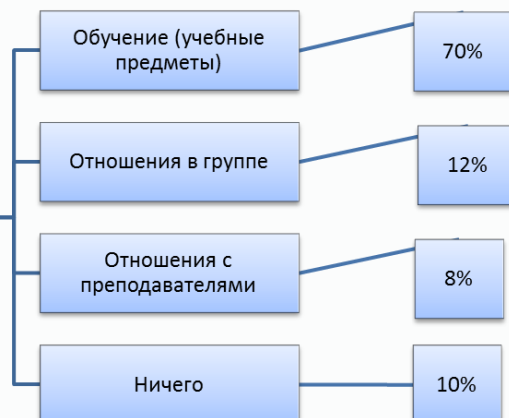 Обучение (учебные
предметы)
70%
Отношения в группе
12%
Отношения с
преподавателями
8%
Ничего
10%